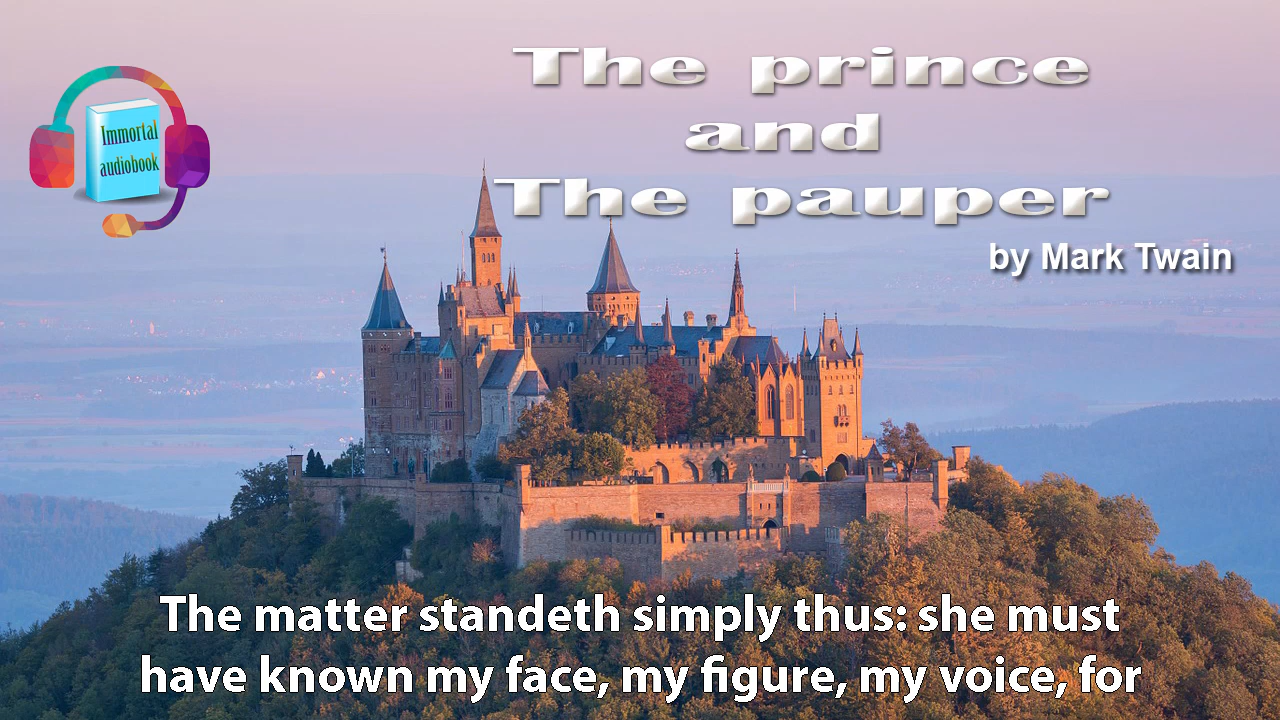 Immortal
audiobook
The prince
and
The pauper
by Mark Twain
The matter standeth simply thus: she must
have known my face, my figure, my voice, for